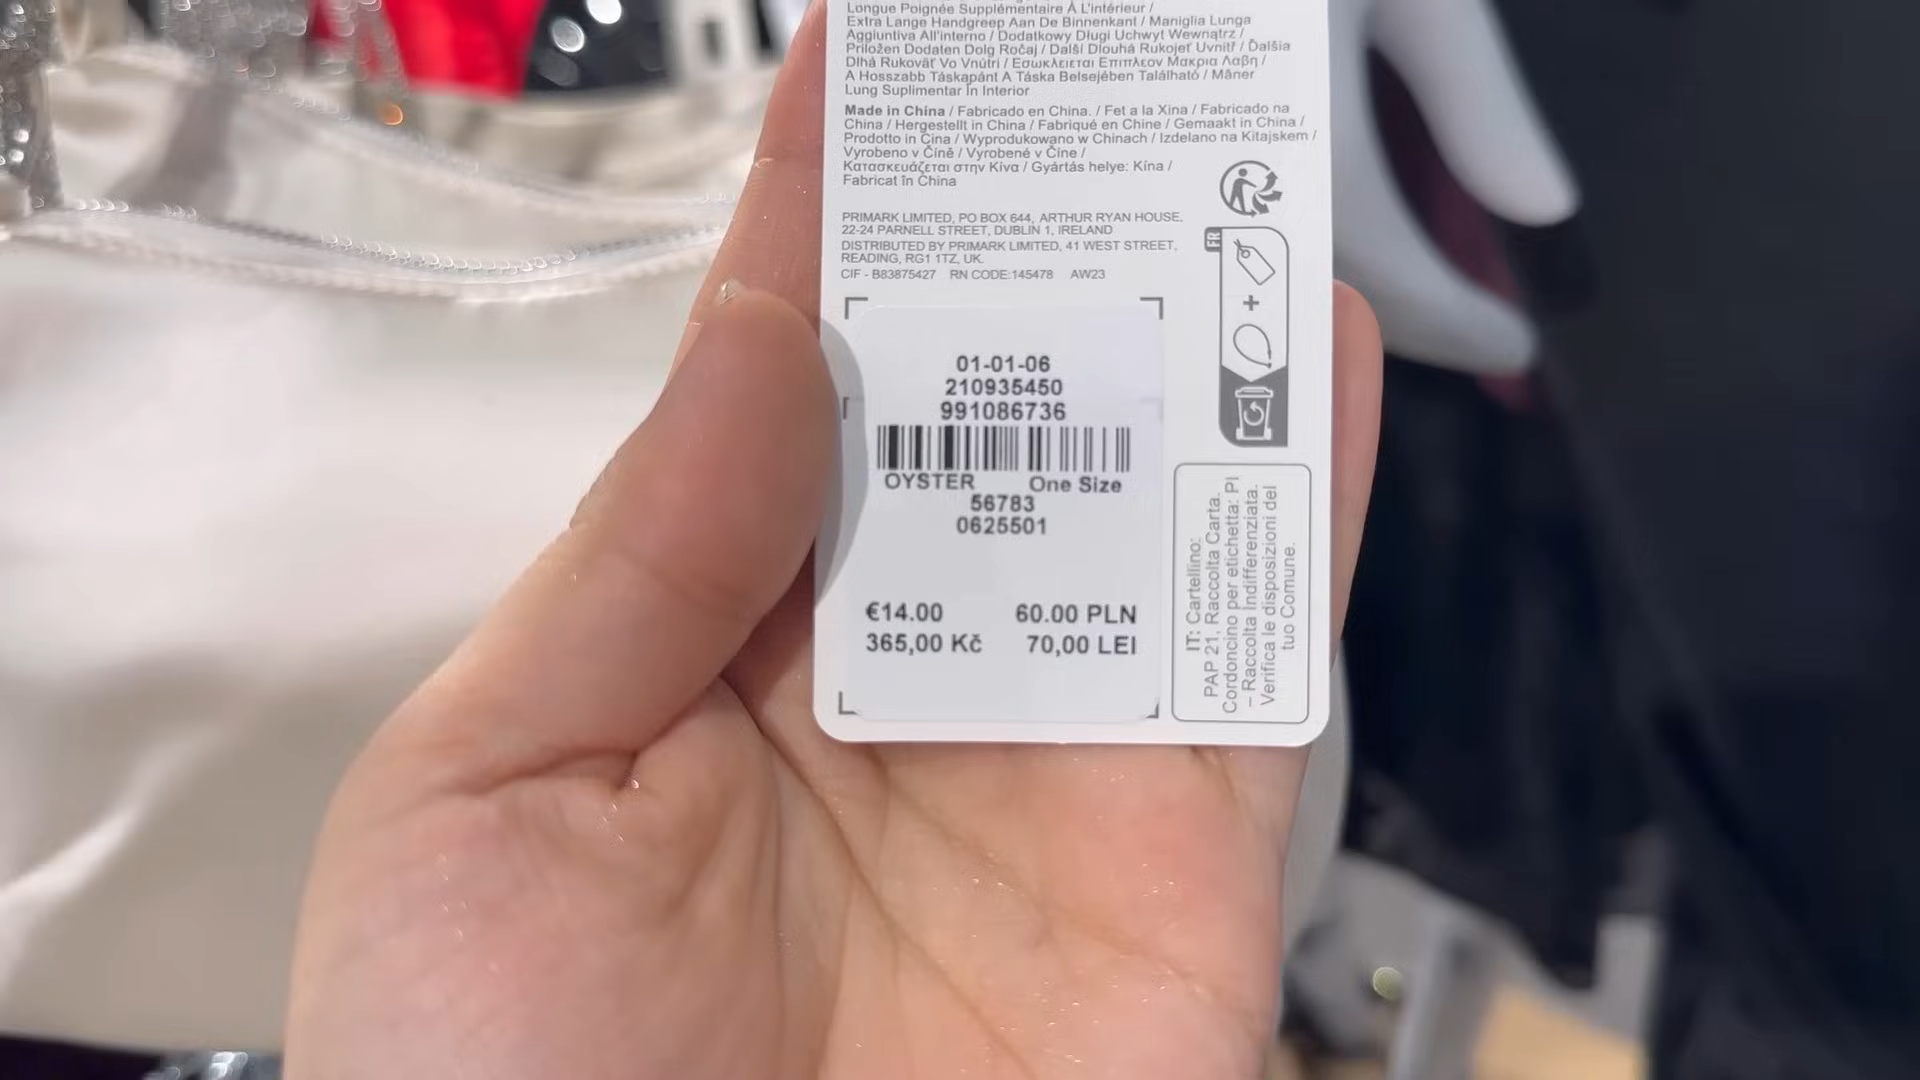 Longue Poignée Supplémentaire À L'intérieur /
Extra Lange Handgreep Aan De Binnenkant / Maniglia Lunga
Aggiuntiva All'interno / Dodatkowy Długi Uchwyt Wewnątrz /
Priložen Dodaten Dolg Ročaj / Další Dlouhá Rukojeť Uvnitř / Ďalšia
Dlhá Rukoväť Vo Vnútri / Εσωκλείεται Επιπλέον Μακριά Λαβή /
A Hosszabb Táskapánt A Táska Belsejében Található / Mâner
Lung Suplimentar În Interior
Made in China / Fabricado en China. / Fet a la Xina / Fabricado na
China / Hergestellt in China / Fabriqué en Chine / Gemaakt in China /
Prodotto in Cina / Wyprodukowano w Chinach / Izdelano na Kitajskem /
Vyrobeno v Číně / Vyrobené v Číne /
Κατασκευάζεται στην Κίνα / Gyártás helye: Kína /
Fabricat în China
PRIMARK LIMITED, PO BOX 644, ARTHUR RYAN HOUSE,
22-24 PARNELL STREET, DUBLIN 1, IRELAND
DISTRIBUTED BY PRIMARK LIMITED, 41 WEST STREET,
READING, RG1 1TZ, UK.
CIF - B83875427 RN CODE:145478 AW23
FR
01-01-06
210935450
991086736
OYSTER One Size
56783
0625501
€14.00 60.00 PLN
365,00 Kč 70,00 LEI
IT: Cartellino:
PAP 21, Raccolta Carta.
Cordoncino per etichetta: PI
– Raccolta Indifferenziata.
Verifica le disposizioni del
tuo Comune.